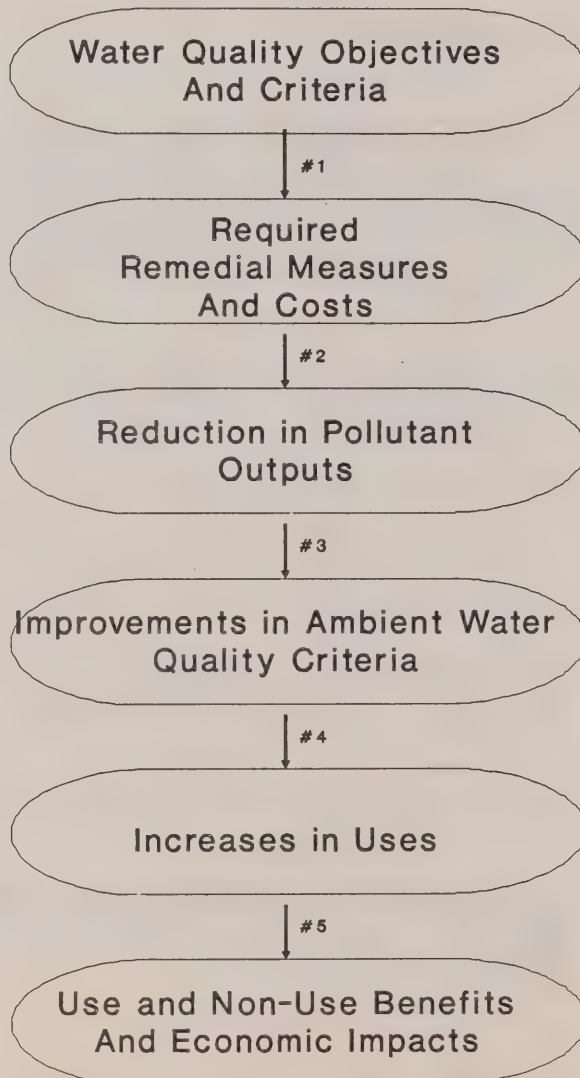 Water Quality Objectives
And Criteria
#1
Required
Remedial Measures
And Costs
#2
Reduction in Pollutant
Outputs
#3
Improvements in Ambient Water
Quality Criteria
#4
Increases in Uses
#5
Use and Non-Use Benefits
And Economic Impacts